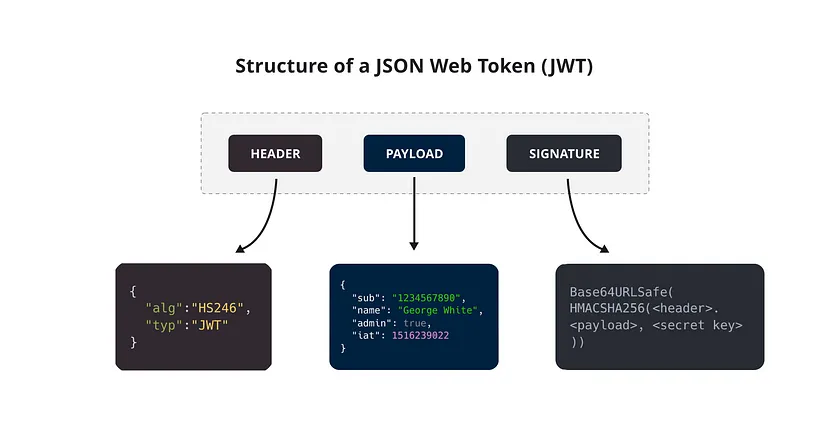 Structure of a JSON Web Token (JWT)
HEADER
PAYLOAD
SIGNATURE
{
"alg":"HS246",
"typ":"JWT"
}
{
"sub": "1234567890",
"name": "George White",
"admin": true,
"iat": 1516239022
}
Base64URLSafe(
HMACSHA256(<header>.
<payload>, <secret key>
))